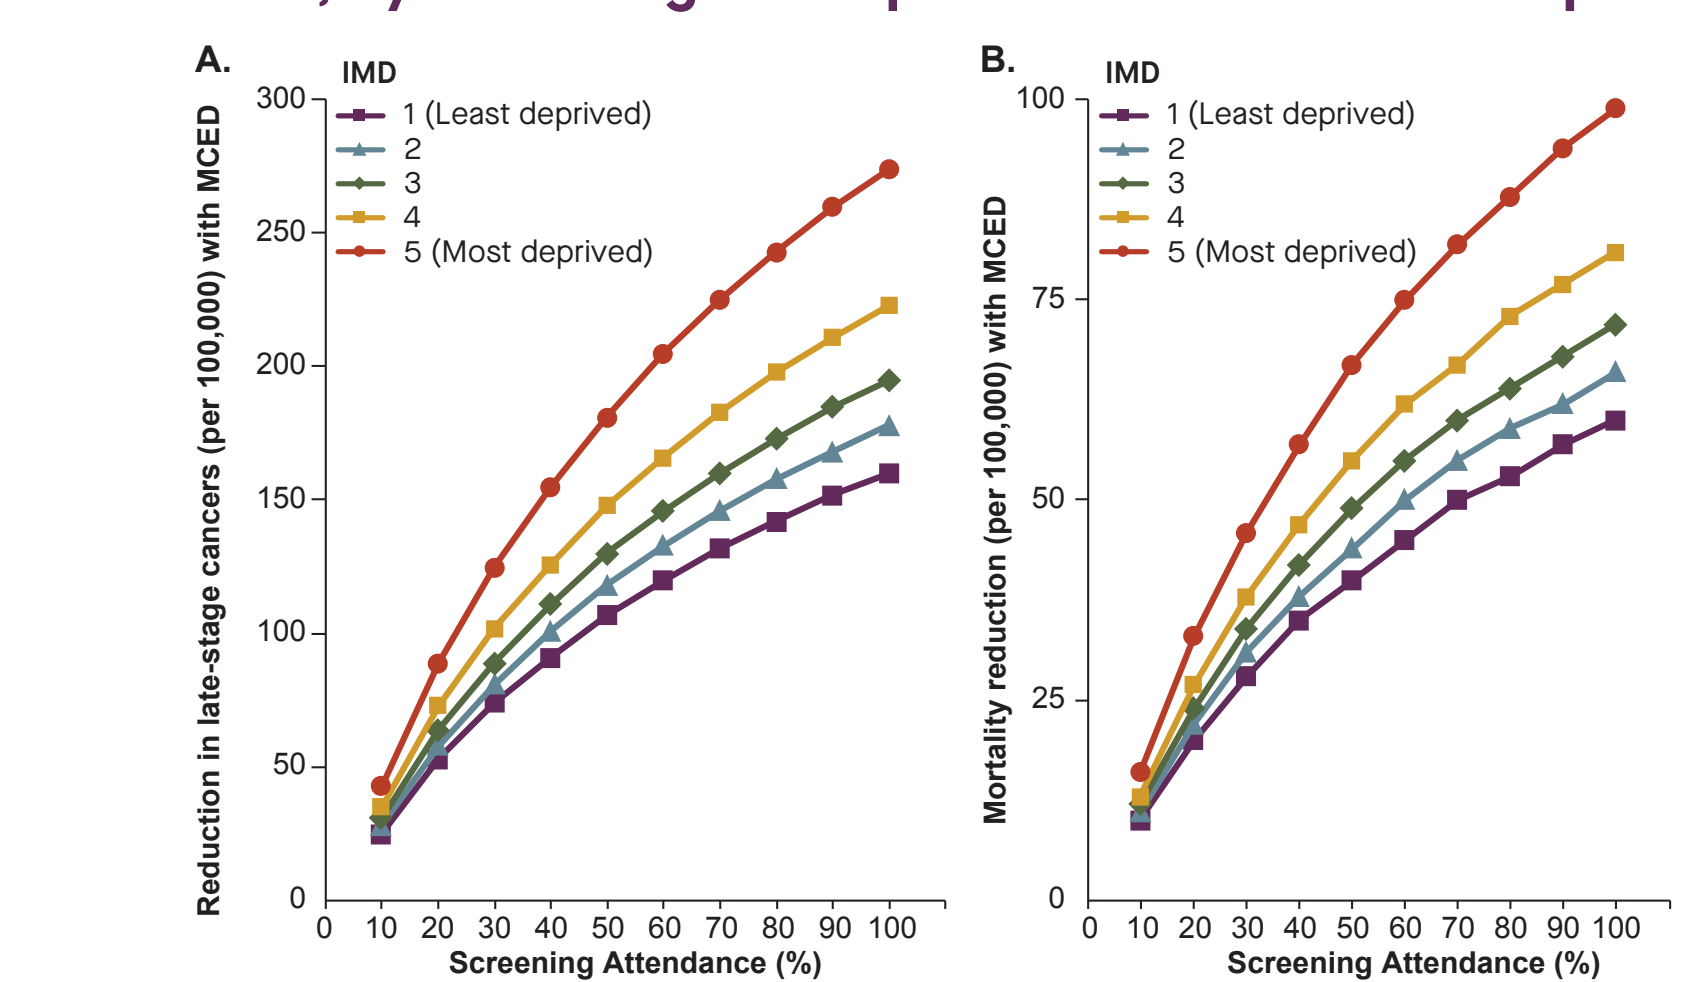 A.
IMD
1 (Least deprived)
2
3
4
5 (Most deprived)
Reduction in late-stage cancers (per 100,000) with MCED
300
250
200
150
100
50
0
0 10 20 30 40 50 60 70 80 90 100
Screening Attendance (%)
B.
IMD
1 (Least deprived)
2
3
4
5 (Most deprived)
Mortality reduction (per 100,000) with MCED
100
75
50
25
0
0 10 20 30 40 50 60 70 80 90 100
Screening Attendance (%)